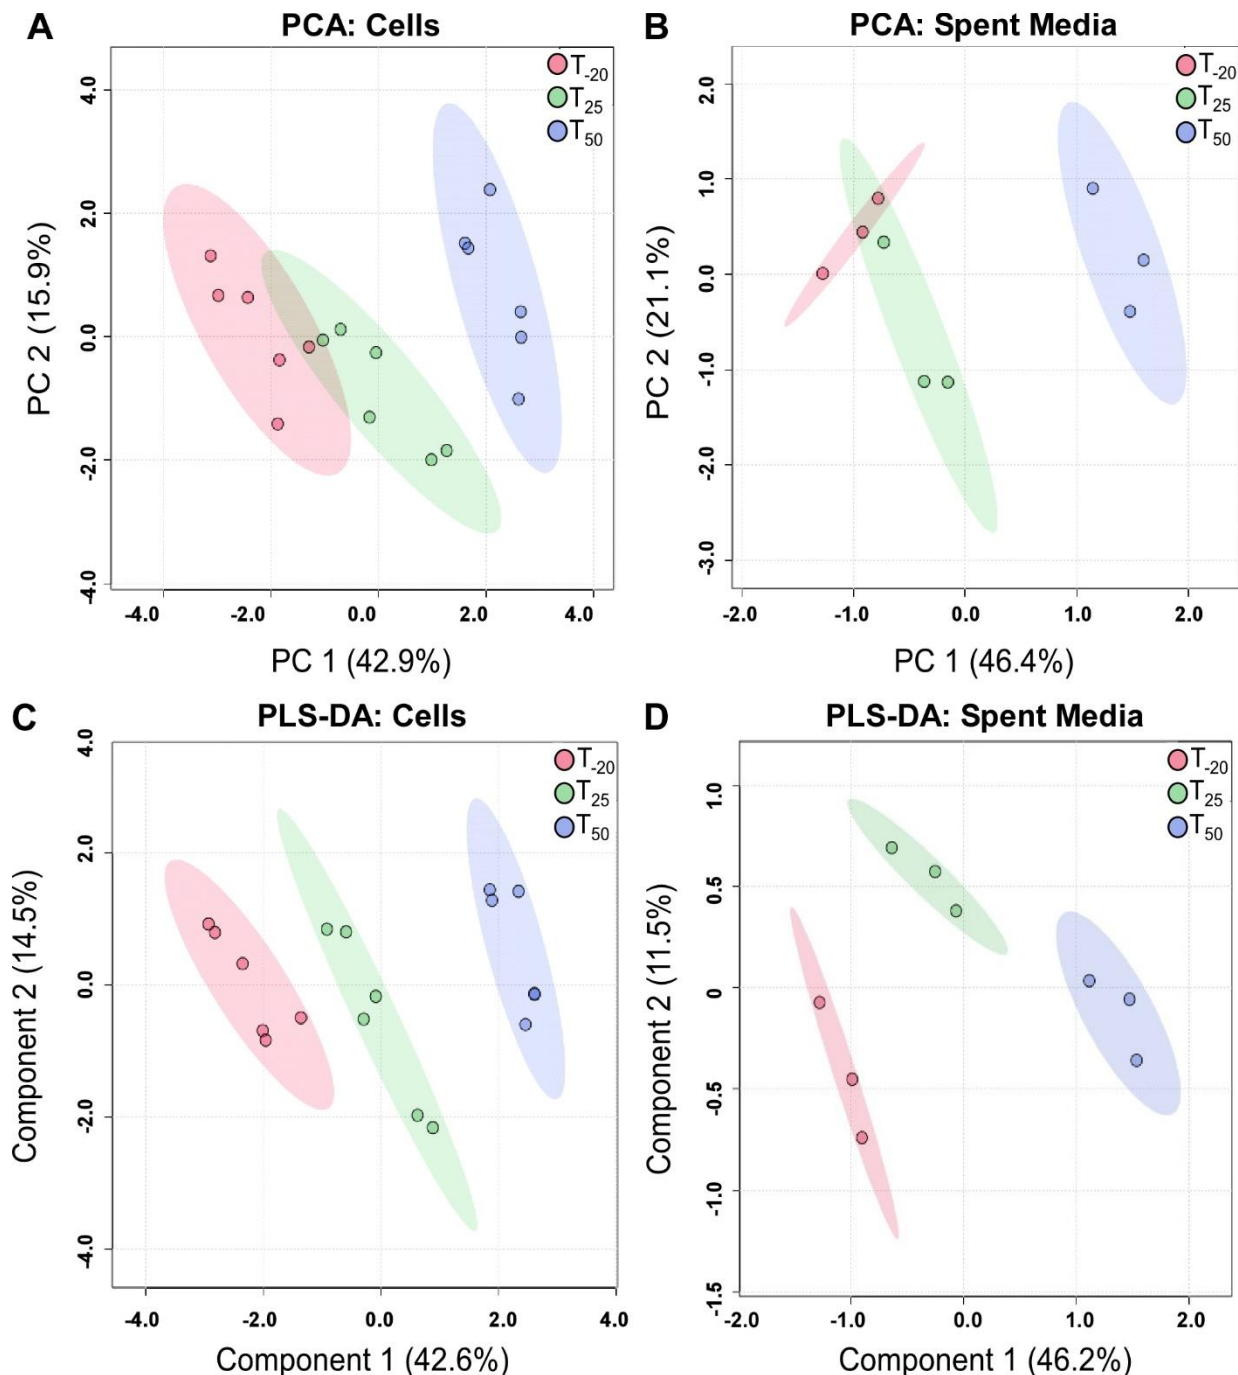 A PCA: Cells
T-20
T25
T50
PC 2 (15.9%)
4.0
2.0
0.0
-2.0
-4.0
-4.0 -2.0 0.0 2.0 4.0
PC 1 (42.9%)
B PCA: Spent Media
T-20
T25
T50
PC 2 (21.1%)
2.0
1.0
0.0
-1.0
-2.0
-3.0
-2.0 -1.0 0.0 1.0 2.0
PC 1 (46.4%)
C PLS-DA: Cells
T-20
T25
T50
Component 2 (14.5%)
4.0
2.0
0.0
-2.0
-4.0
-4.0 -2.0 0.0 2.0 4.0
Component 1 (42.6%)
D PLS-DA: Spent Media
T-20
T25
T50
Component 2 (11.5%)
1.0
0.5
0
-0.5
-1.0
-1.5
-2.0 -1.0 0.0 1.0 2.0
Component 1 (46.2%)